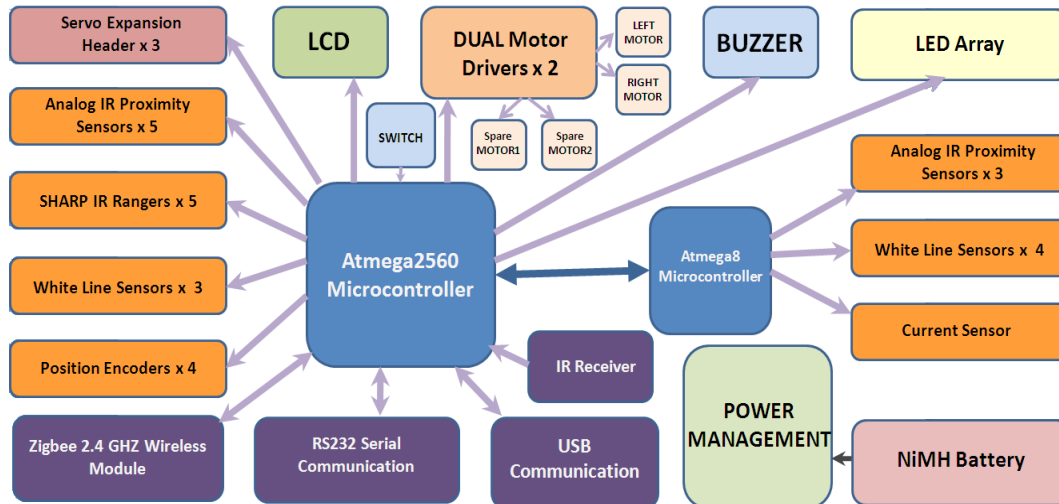 Servo Expansion
Header x 3
LCD
DUAL Motor
Drivers x 2
LEFT
MOTOR
RIGHT
MOTOR
BUZZER
LED Array
Analog IR Proximity
Sensors x 5
SWITCH
Spare
MOTOR1
Spare
MOTOR2
Analog IR Proximity
Sensors x 3
SHARP IR Rangers x 5
Atmega2560
Microcontroller
Atmega8
Microcontroller
White Line Sensors x 4
White Line Sensors x 3
Current Sensor
Position Encoders x 4
IR Receiver
Zigbee 2.4 GHZ Wireless
Module
RS232 Serial
Communication
USB
Communication
POWER
MANAGEMENT
NiMH Battery